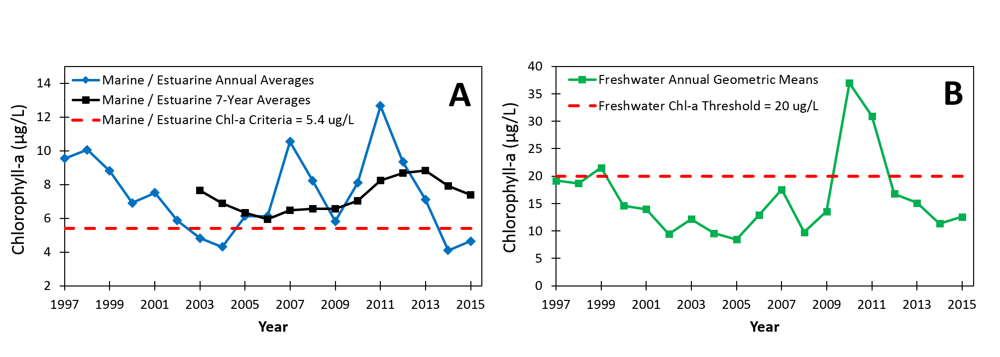 Marine / Estuarine Annual Averages
Marine / Estuarine 7-Year Averages
Marine / Estuarine Chl-a Criteria = 5.4 ug/L
A
Chlorophyll-a (µg/L)
14
12
10
8
6
4
2
1997 1999 2001 2003 2005 2007 2009 2011 2013 2015
Year
Freshwater Annual Geometric Means
Freshwater Chl-a Threshold = 20 ug/L
B
Chlorophyll-a (µg/L)
40
35
30
25
20
15
10
5
0
1997 1999 2001 2003 2005 2007 2009 2011 2013 2015
Year